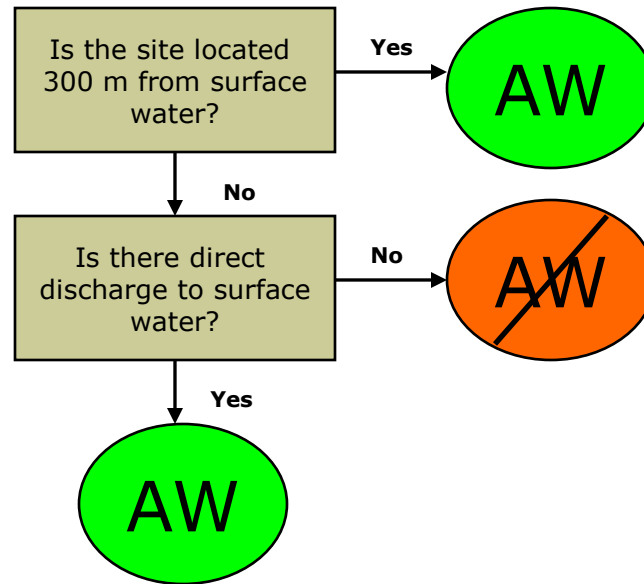 Is the site located
300 m from surface
water?
Yes
AW
No
Is there direct
discharge to surface
water?
No
AW
Yes
AW